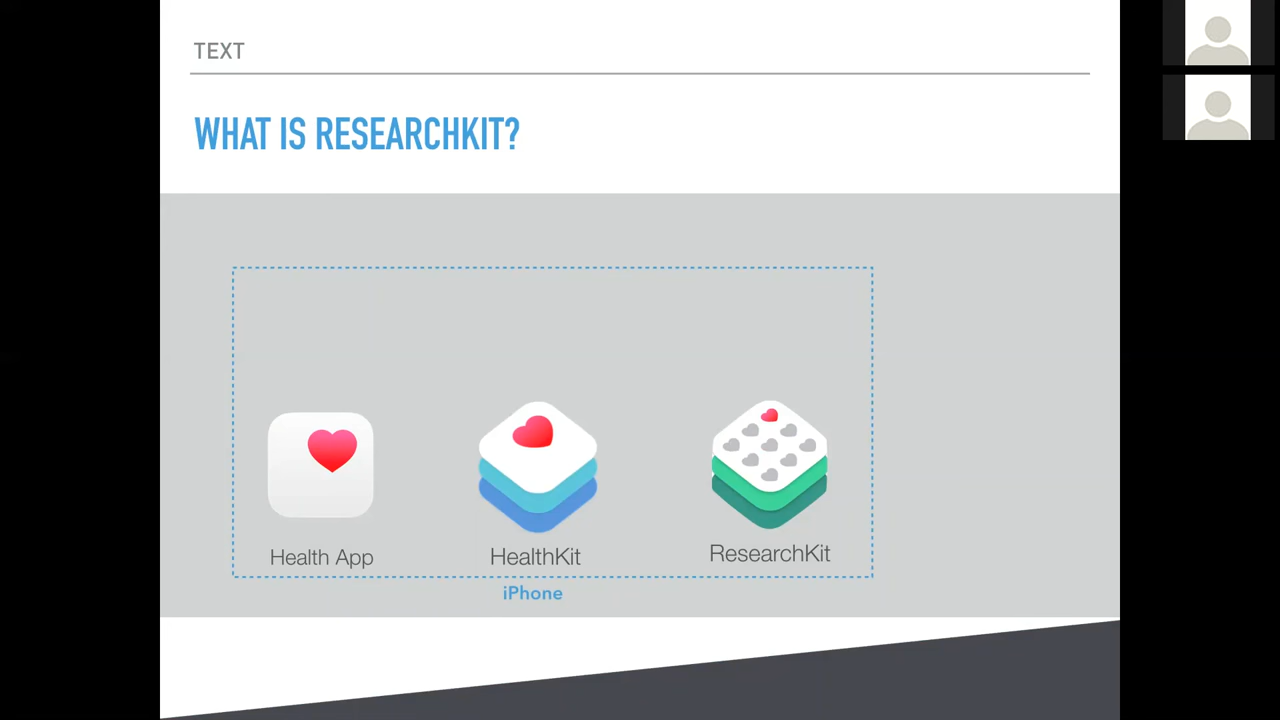 TEXT
WHAT IS RESEARCHKIT?
Health App
HealthKit
ResearchKit
iPhone